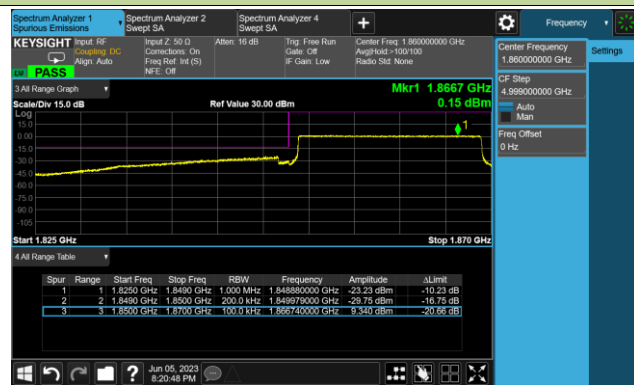 Spectrum Analyzer 1
Spurious Emissions
Spectrum Analyzer 2
Swept SA
Spectrum Analyzer 4
Swept SA
Frequency
KEYSIGHT
Input: RF
Coupling: DC
Align: Auto
Input Z: 50 Ω
Corrections: On
Freq Ref: Int (S)
NFE: Off
Atten: 16 dB
Trig: Free Run
Gate: Off
IF Gain: Low
Center Freq: 1.860000000 GHz
Avg|Hold:>100/100
Radio Std: None
PASS
Center Frequency
1.860000000 GHz
Settings
CF Step
4.999000000 GHz
Auto
Man
Freq Offset
0 Hz
3 All Range Graph
Mkr1 1.8667 GHz
Scale/Div 15.0 dB
Ref Value 30.00 dBm
0.15 dBm
Log
15.0
0.00
-15.0
-30.0
-45.0
-60.0
-75.0
-90.0
-105
1
Start 1.825 GHz
Stop 1.870 GHz
4 All Range Table
Spur Range Start Freq Stop Freq RBW Frequency Amplitude ΔLimit
1 1 1.8250 GHz 1.8490 GHz 1.000 MHz 1.848880000 GHz -23.23 dBm -10.23 dB
2 2 1.8490 GHz 1.8500 GHz 200.0 kHz 1.849979000 GHz -29.75 dBm -16.75 dB
3 3 1.8500 GHz 1.8700 GHz 100.0 kHz 1.866740000 GHz 9.340 dBm -20.66 dB
?
Jun 05, 2023
8:20:48 PM